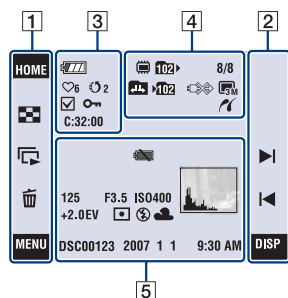 1 3 4 2
HOME
102 8/8
6 2 102 SM
C:32:00
125 F3.5 ISO400
+2.0EV
MENU DSC00123 2007 1 1 9:30 AM DISP
5